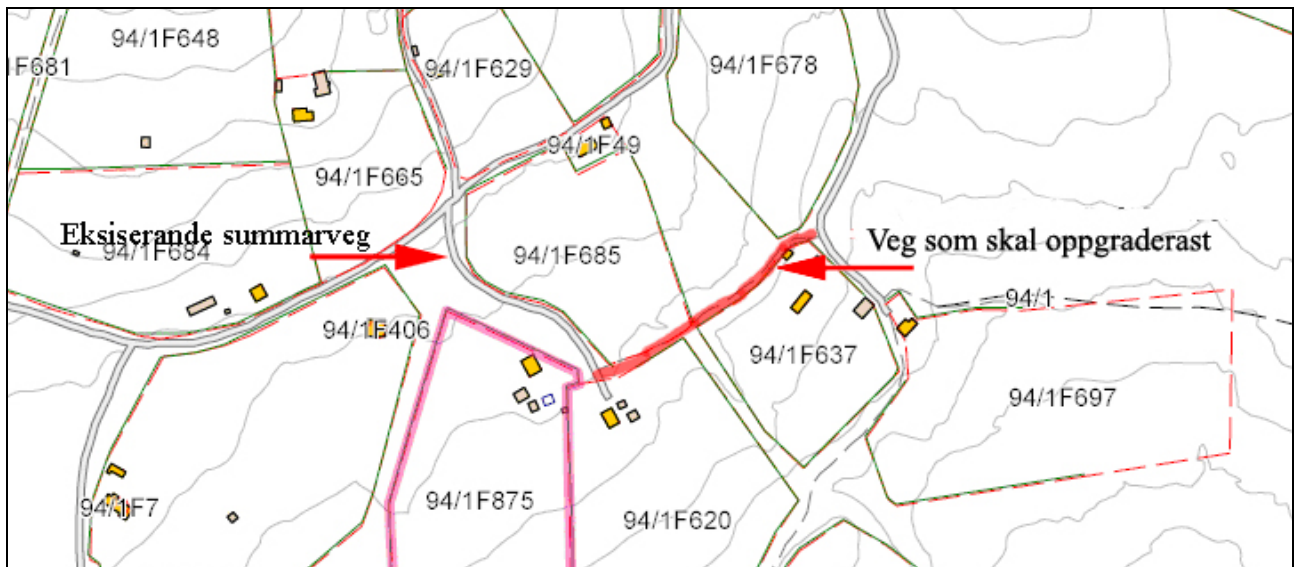 94/1F648
94/1F629
94/1F678
1F681
94/1F49
94/1F665
Eksiserande summarveg
94/1F684
94/1F685
Veg som skal oppgraderast
94/1
94/1F406
94/1F637
94/1F697
94/1F875
94/1F7
94/1F620